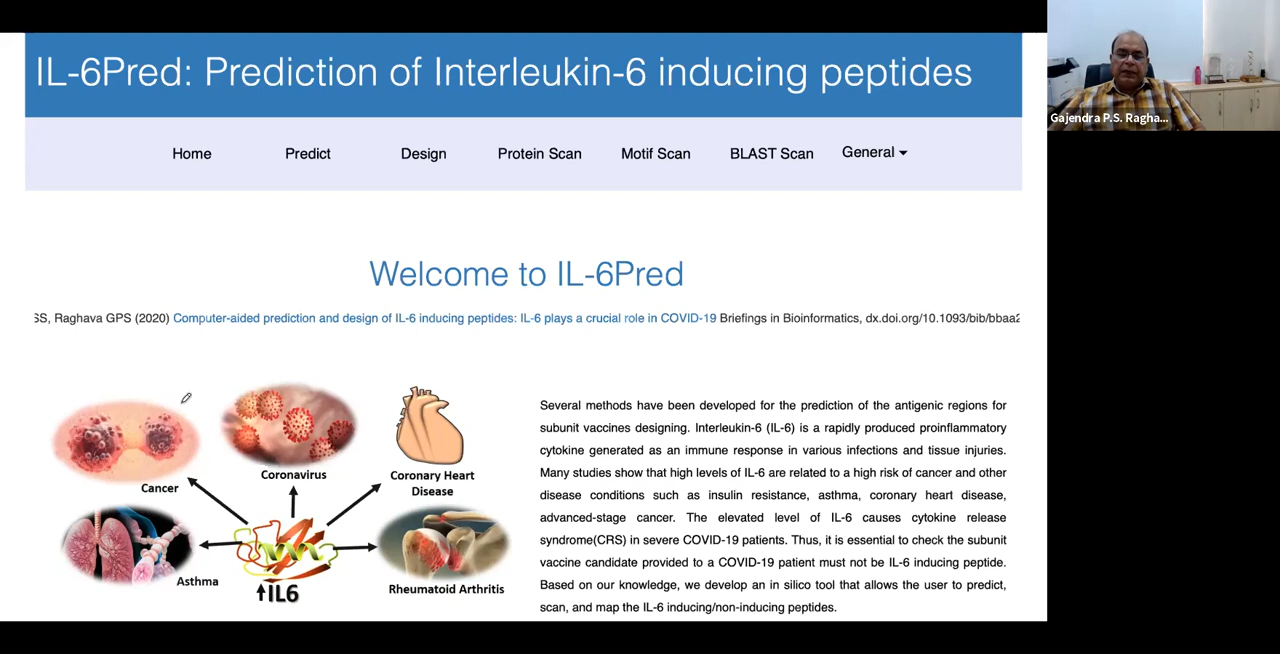 IL-6Pred: Prediction of Interleukin-6 inducing peptides
Gajendra P.S. Ragha...
Home Predict Design Protein Scan Motif Scan BLAST Scan General
Welcome to IL-6Pred
SS, Raghava GPS (2020) Computer-aided prediction and design of IL-6 inducing peptides: IL-6 plays a crucial role in COVID-19 Briefings in Bioinformatics, dx.doi.org/10.1093/bib/bbaa2
Cancer
Coronavirus
Coronary Heart
Disease
Asthma
Rheumatoid Arthritis
IL6
Several methods have been developed for the prediction of the antigenic regions for
subunit vaccines designing. Interleukin-6 (IL-6) is a rapidly produced proinflammatory
cytokine generated as an immune response in various infections and tissue injuries.
Many studies show that high levels of IL-6 are related to a high risk of cancer and other
disease conditions such as insulin resistance, asthma, coronary heart disease,
advanced-stage cancer. The elevated level of IL-6 causes cytokine release
syndrome(CRS) in severe COVID-19 patients. Thus, it is essential to check the subunit
vaccine candidate provided to a COVID-19 patient must not be IL-6 inducing peptide.
Based on our knowledge, we develop an in silico tool that allows the user to predict,
scan, and map the IL-6 inducing/non-inducing peptides.